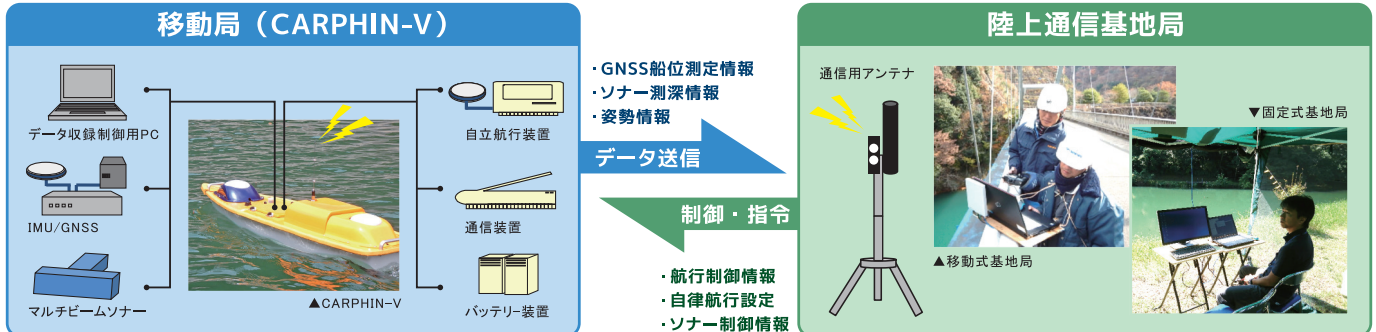 移動局（CARPHIN-V）
データ収録制御用PC
IMU/GNSS
マルチビームソナー
自立航行装置
通信装置
バッテリー装置
▲CARPHIN-V
・GNSS船位測定情報
・ソナー測深情報
・姿勢情報
データ送信
制御・指令
・航行制御情報
・自律航行設定
・ソナー制御情報
陸上通信基地局
通信用アンテナ
▲移動式基地局
▼固定式基地局